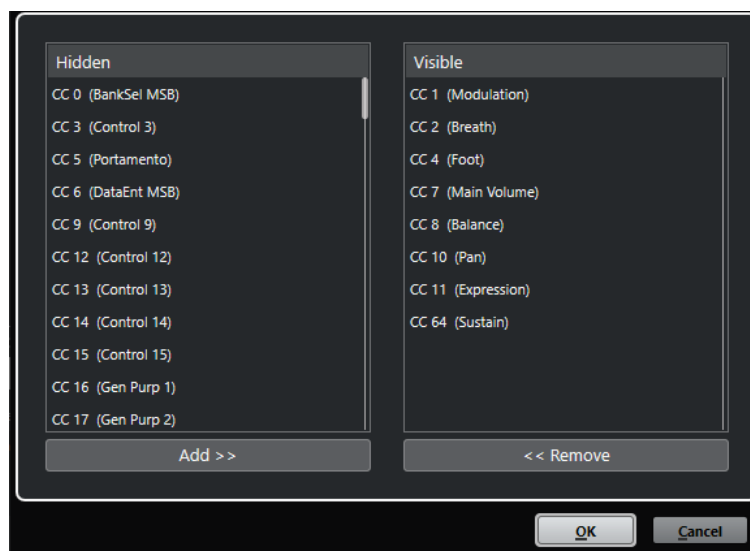 Hidden
CC 0 (BankSel MSB)
CC 3 (Control 3)
CC 5 (Portamento)
CC 6 (DataEnt MSB)
CC 9 (Control 9)
CC 12 (Control 12)
CC 13 (Control 13)
CC 14 (Control 14)
CC 15 (Control 15)
CC 16 (Gen Purp 1)
CC 17 (Gen Purp 2)
Add >>
Visible
CC 1 (Modulation)
CC 2 (Breath)
CC 4 (Foot)
CC 7 (Main Volume)
CC 8 (Balance)
CC 10 (Pan)
CC 11 (Expression)
CC 64 (Sustain)
<< Remove
OK
Cancel